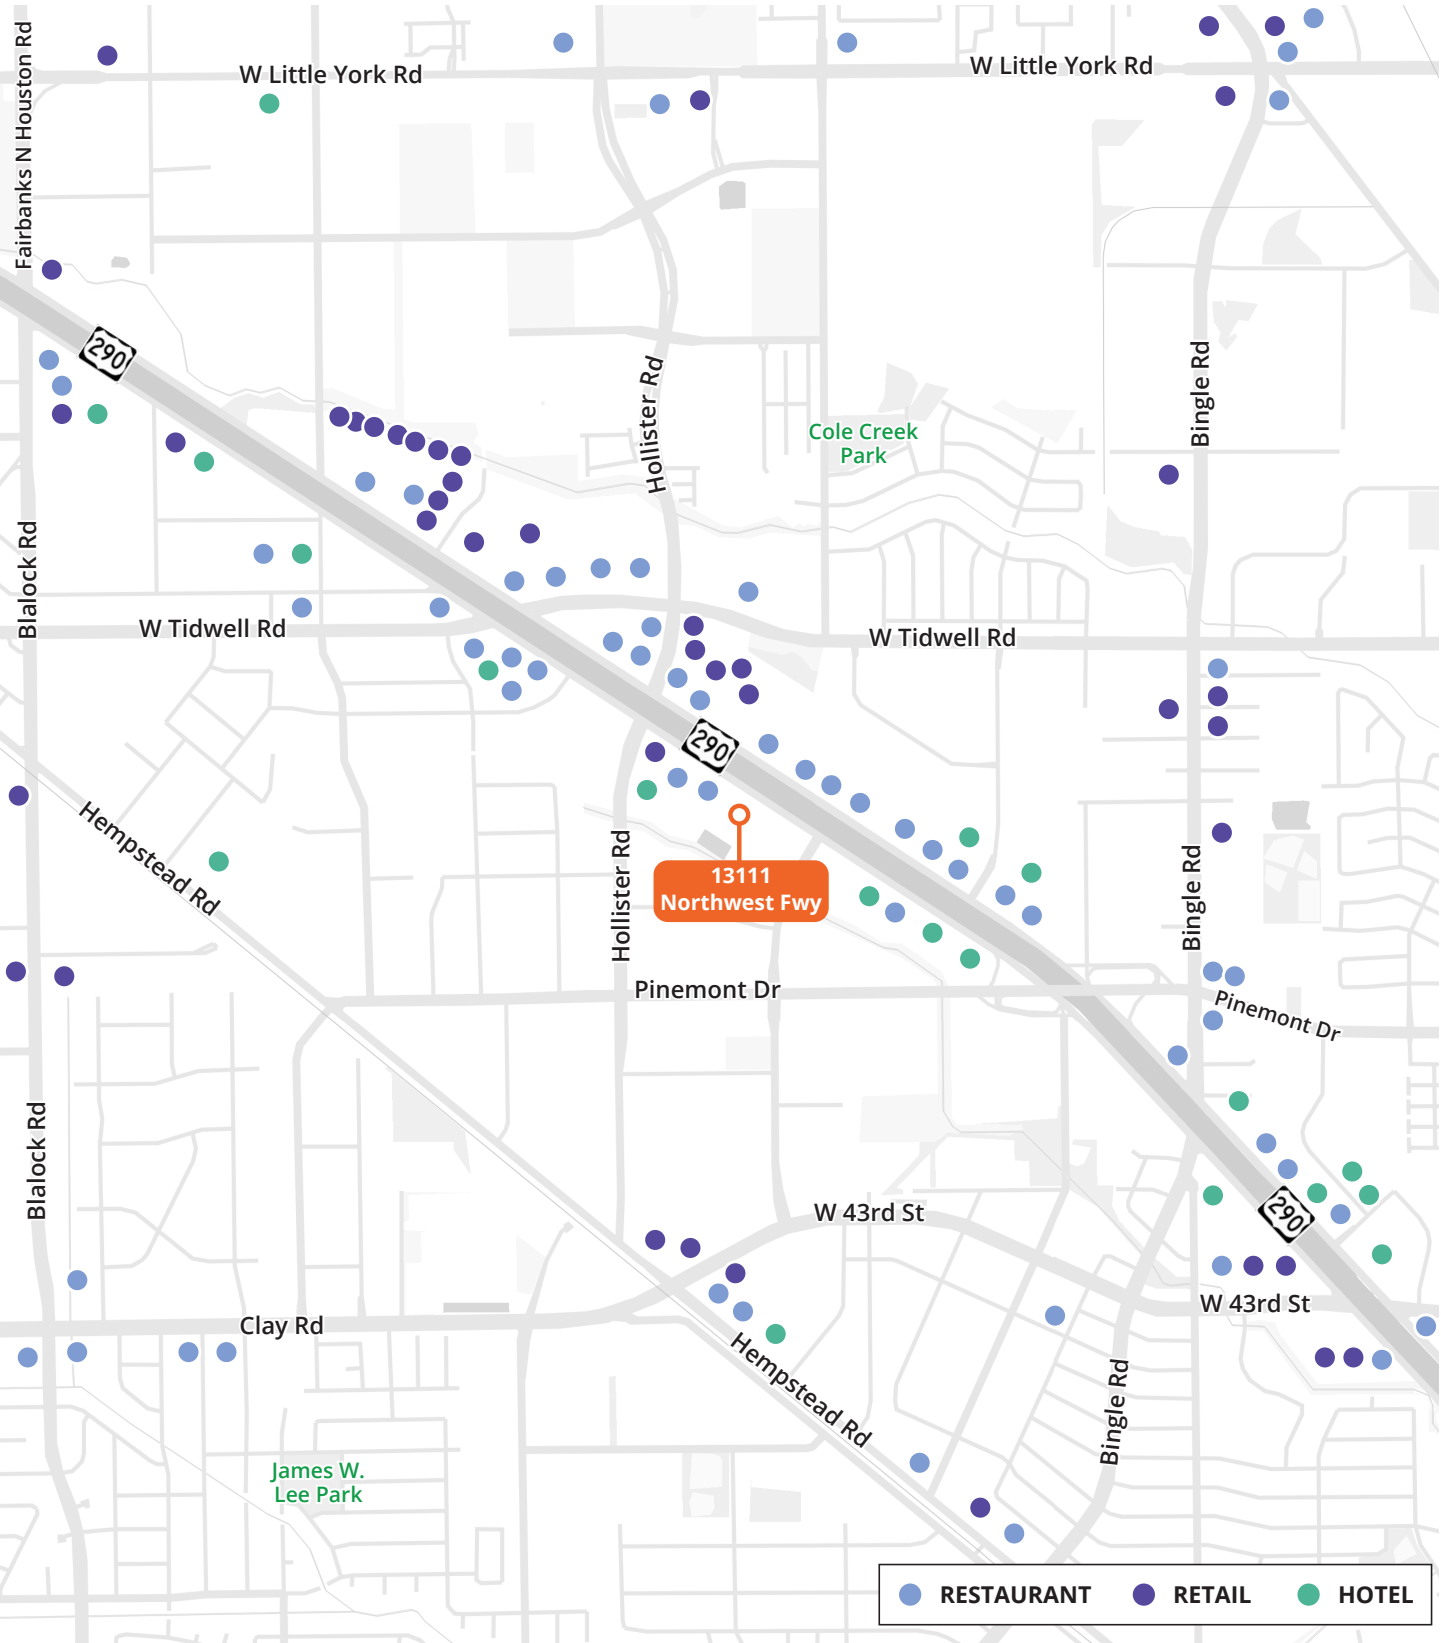 W Little York Rd
W Little York Rd
Fairbanks N Houston Rd
290
Hollister Rd
Bingle Rd
Cole Creek
Park
Blalock Rd
W Tidwell Rd
W Tidwell Rd
290
Hempstead Rd
Hollister Rd
13111
Northwest Fwy
Bingle Rd
Pinemont Dr
Pinemont Dr
Blalock Rd
W 43rd St
290
W 43rd St
Clay Rd
Hempstead Rd
Bingle Rd
James W.
Lee Park
RESTAURANT RETAIL HOTEL